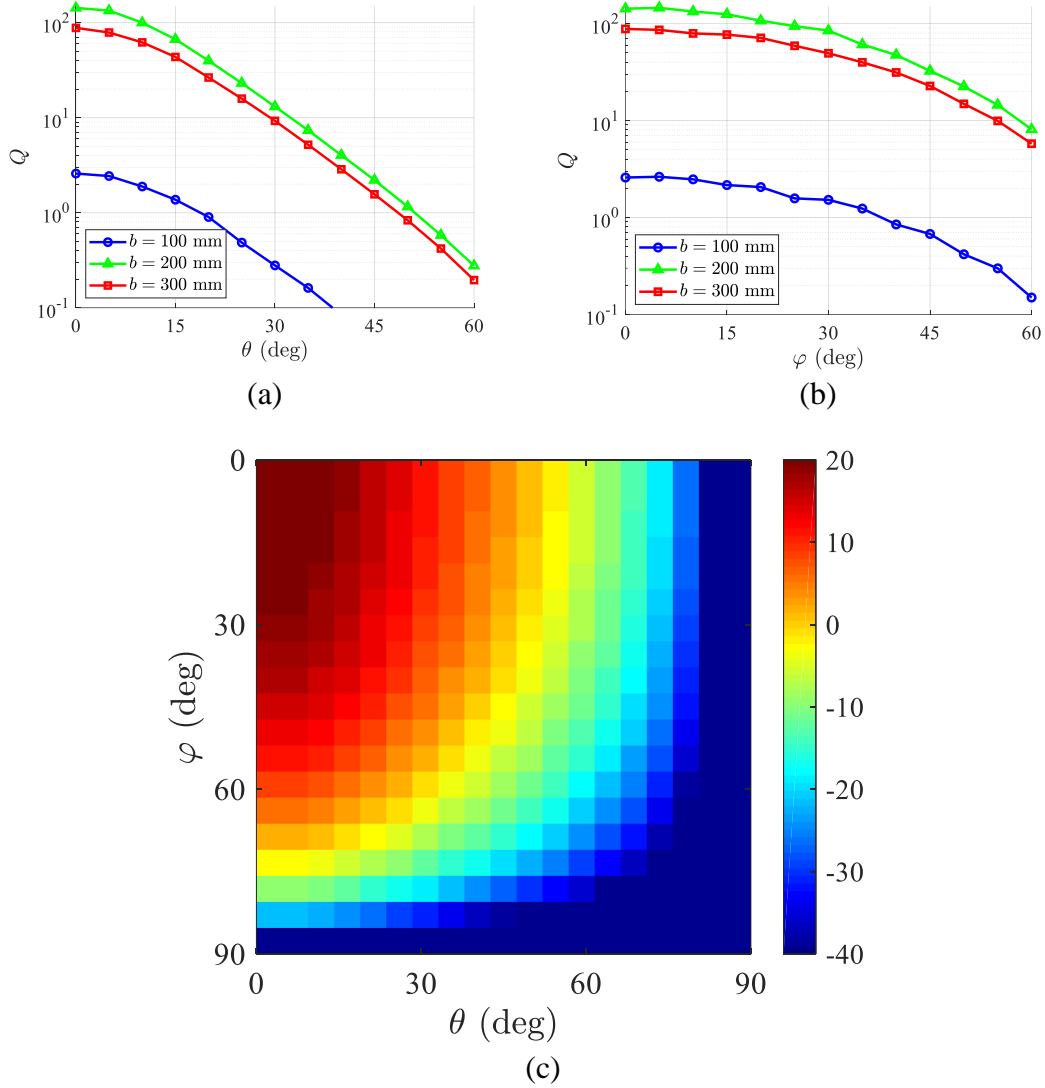 10^2
10^1
10^0
10^-1
Q
b = 100 mm
b = 200 mm
b = 300 mm
0 15 30 45 60
θ (deg)
(a)
10^2
10^1
10^0
10^-1
Q
b = 100 mm
b = 200 mm
b = 300 mm
0 15 30 45 60
φ (deg)
(b)
0
30
60
90
φ (deg)
0 30 60 90
θ (deg)
20
10
0
-10
-20
-30
-40
(c)